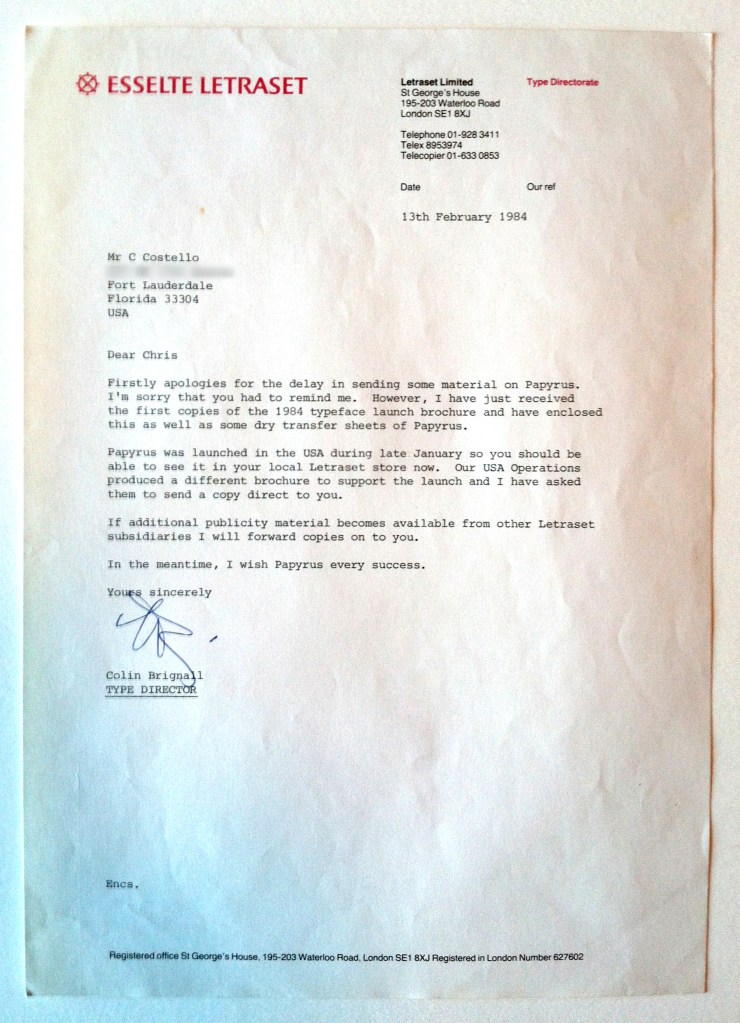 ESSELTE LETRASET
Letraset Limited
St George's House
195-203 Waterloo Road
London SE1 8XJ
Telephone 01-928 3411
Telex 8953974
Telecopier 01-633 0853
Type Directorate
Date
Our ref
13th February 1984
Mr C Costello
Fort Lauderdale
Florida 33304
USA
Dear Chris
Firstly apologies for the delay in sending some material on Papyrus.
I'm sorry that you had to remind me. However, I have just received
the first copies of the 1984 typeface launch brochure and have enclosed
this as well as some dry transfer sheets of Papyrus.
Papyrus was launched in the USA during late January so you should be
able to see it in your local Letraset store now. Our USA Operations
produced a different brochure to support the launch and I have asked
them to send a copy direct to you.
If additional publicity material becomes available from other Letraset
subsidiaries I will forward copies on to you.
In the meantime, I wish Papyrus every success.
Yours sincerely
Colin Brignall
TYPE DIRECTOR
Encs.
Registered office St George's House, 195-203 Waterloo Road, London SE1 8XJ Registered in London Number 627602